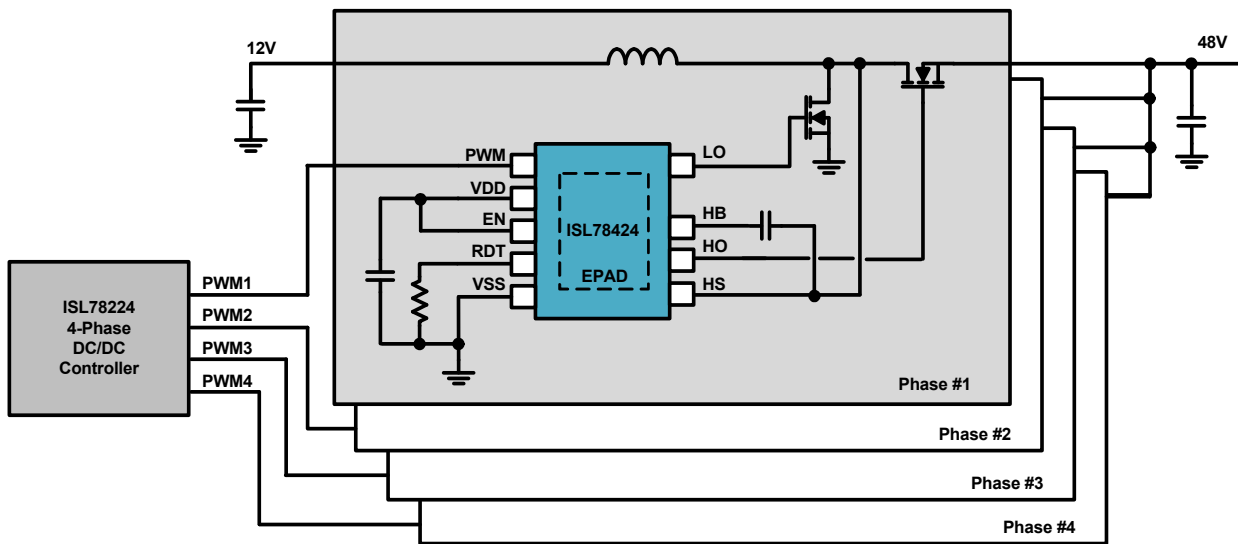 12V
48V
PWM
VDD
EN
RDT
VSS
ISL78424
EPAD
LO
HB
HO
HS
ISL78224
4-Phase
DC/DC
Controller
PWM1
PWM2
PWM3
PWM4
Phase #1
Phase #2
Phase #3
Phase #4